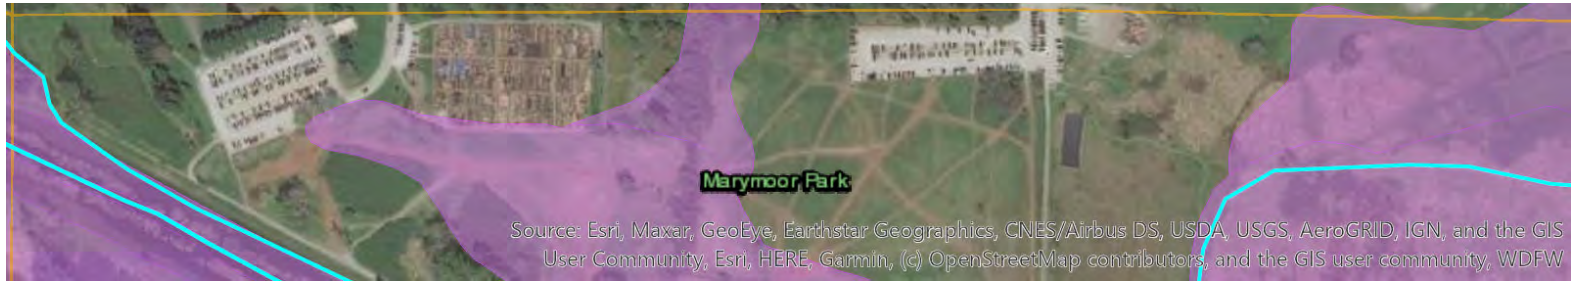 Marymoor Park
Source: Esri, Maxar, GeoEye, Earthstar Geographics, CNES/Airbus DS, USDA, USGS, AeroGRID, IGN, and the GIS
User Community, Esri, HERE, Garmin, (c) OpenStreetMap contributors, and the GIS user community, WDFW